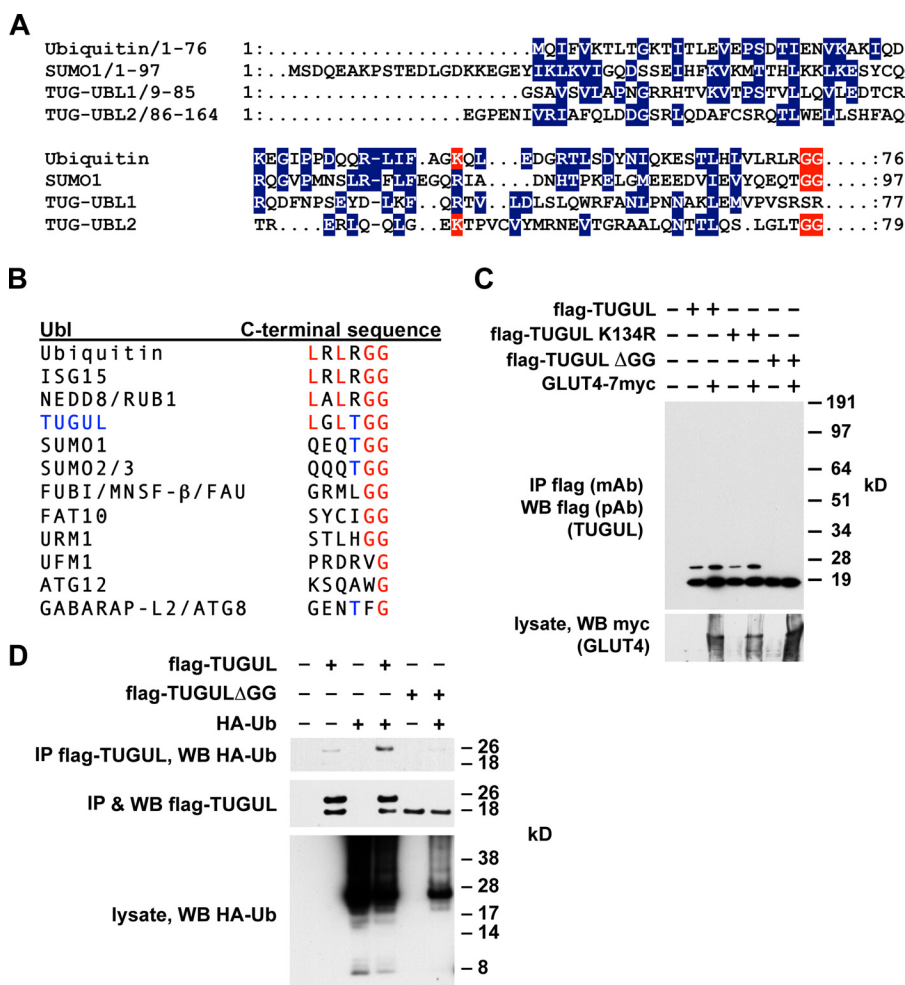 A
Ubiquitin/1-76 1:.......................MQIFVKTLTGKTITLEVEPSDTIENVKAKIQD
SUMO1/1-97 1:..MSDQEAKPSTEDLGDKKEGEYIKLKVIGQDSSEIHFKVKMTTHLKKLKESYCQ
TUG-UBL1/9-85 1:......................GSAVSVLAPNGRRHTVKVTPSTVLLQVLEDTCR
TUG-UBL2/86-164 1:.................EGPENIVRIAFQLDDGSRLQDAFCSRQTLWELLSHFAQ
Ubiquitin KEGIPPDQQR-LIF.AGKQL...EDGRTLSDYNIQKESTLHLVLRLRGG....:76
SUMO1 RQGVPMNSLR-FLFEGQRIA...DNHTPKELGMEEEDVIEVYQEQTGG....:97
TUG-UBL1 RQDFNPSEYD-LKF..QRTV..LDLSLQWRFANLPNNAKLEMVPVSRSR...:77
TUG-UBL2 TR....ERLQ-QLG..EKTPVCVYMRNEVTGRAALQNTTLQS.LGLTGG....:79
B
Ubl C-terminal sequence
Ubiquitin LRLRGG
ISG15 LRLRGG
NEDD8/RUB1 LALRGG
TUGUL LGLTGG
SUMO1 QEQTGG
SUMO2/3 QQQTGG
FUBI/MNSF-β/FAU GRMLGG
FAT10 SYCIGG
URM1 STLHGG
UFM1 PRDRVG
ATG12 KSQAWG
GABARAP-L2/ATG8 GENTFG
C
flag-TUGUL – + + – – – –
flag-TUGUL K134R – – – + + – –
flag-TUGUL ΔGG – – – – – + +
GLUT4-7myc – – + – + – +
– 191
– 97
– 64
kD
– 51
– 34
– 28
– 19
IP flag (mAb)
WB flag (pAb)
(TUGUL)
lysate, WB myc
(GLUT4)
D
flag-TUGUL – + – + – –
flag-TUGULΔGG – – – – + +
HA-Ub – – + + – +
IP flag-TUGUL, WB HA-Ub – 26
– 18
IP & WB flag-TUGUL – 26
– 18
kD
– 38
– 28
lysate, WB HA-Ub – 17
– 14
– 8